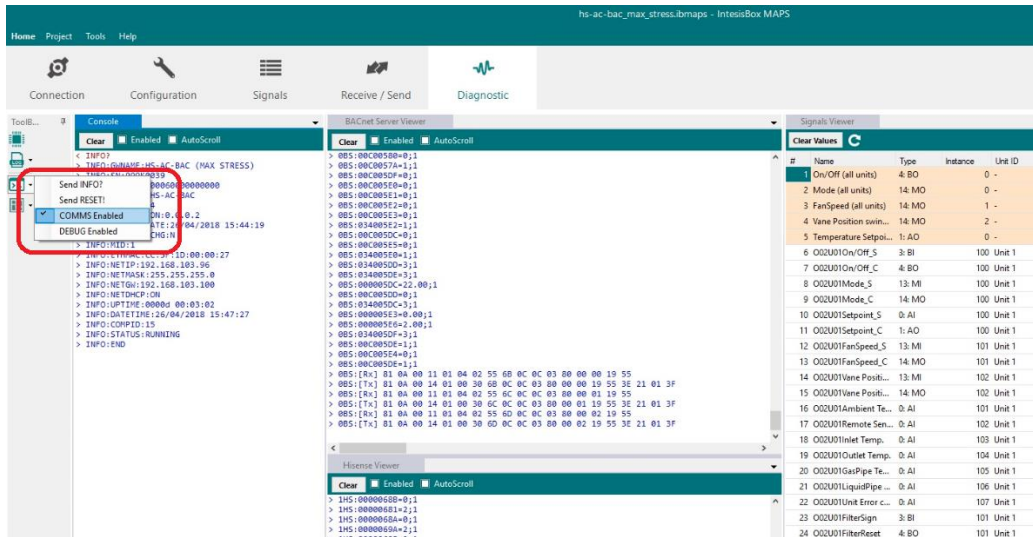 hs-ac-bac_max_stress.ibmaps - IntesisBox MAPS
Home Project Tools Help
Connection
Configuration
Signals
Receive / Send
Diagnostic
ToolB...
Console
Clear Enabled AutoScroll
< INFO?
> INFO:GWNAME:HS-AC-BAC (MAX STRESS)
Send INFO?
Send RESET!
COMMS Enabled
DEBUG Enabled
26/04/2018 15:44:19
CHG:N
> INFO:MID:1
> INFO:NETIP:192.168.103.96
> INFO:NETMASK:255.255.255.0
> INFO:NETGW:192.168.103.100
> INFO:NETDHCP:ON
> INFO:UPTIME:0000d 00:03:02
> INFO:DATETIME:26/04/2018 15:47:27
> INFO:COMPID:15
> INFO:STATUS:RUNNING
> INFO:END
BACnet Server Viewer
Clear Enabled AutoScroll
> 0BS:00C00580=0;1
> 0BS:00C0057A=1;1
> 0BS:00C005DF=0;1
> 0BS:00C005E0=0;1
> 0BS:00C005E1=0;1
> 0BS:00C005E2=0;1
> 0BS:00C005E3=0;1
> 0BS:034005E2=1;1
> 0BS:00C005DC=0;1
> 0BS:00C005E5=0;1
> 0BS:034005E0=1;1
> 0BS:034005DD=3;1
> 0BS:034005DE=3;1
> 0BS:000005DC=22.00;1
> 0BS:00C005DD=0;1
> 0BS:034005DC=3;1
> 0BS:000005E3=0.00;1
> 0BS:000005E6=2.00;1
> 0BS:034005DF=3;1
> 0BS:00C005DE=1;1
> 0BS:00C005E4=0;1
> 0BS:00C005DE=1;1
> 0BS:[Rx] 81 0A 00 11 01 04 02 55 6B 0C 0C 03 80 00 00 19 55
> 0BS:[Tx] 81 0A 00 14 01 00 30 6B 0C 0C 03 80 00 00 19 55 3E 21 01 3F
> 0BS:[Tx] 81 0A 00 14 01 00 30 6C 0C 0C 03 80 00 01 19 55 3E 21 01 3F
> 0BS:[Rx] 81 0A 00 11 01 04 02 55 6D 0C 0C 03 80 00 02 19 55
> 0BS:[Tx] 81 0A 00 14 01 00 30 6D 0C 0C 03 80 00 02 19 55 3E 21 01 3F
Hisense Viewer
Clear Enabled AutoScroll
> 1HS:0000068B=0;1
> 1HS:00000681=2;1
> 1HS:0000068A=0;1
> 1HS:0000069A=2;1
Signals Viewer
Clear Values
# Name Type Instance Unit ID
1 On/Off (all units) 4: BO 0 -
2 Mode (all units) 14: MO 0 -
3 FanSpeed (all units) 14: MO 1 -
4 Vane Position swin... 14: MO 2 -
5 Temperature Setpoi... 1: AO 0 -
6 O02U01On/Off_S 3: BI 100 Unit 1
7 O02U01On/Off_C 4: BO 100 Unit 1
8 O02U01Mode_S 13: MI 100 Unit 1
9 O02U01Mode_C 14: MO 100 Unit 1
10 O02U01Setpoint_S 0: AI 100 Unit 1
11 O02U01Setpoint_C 1: AO 100 Unit 1
12 O02U01FanSpeed_S 13: MI 101 Unit 1
13 O02U01FanSpeed_C 14: MO 101 Unit 1
14 O02U01Vane Positi... 13: MI 102 Unit 1
15 O02U01Vane Positi... 14: MO 102 Unit 1
16 O02U01Ambient Te... 0: AI 101 Unit 1
17 O02U01Remote Sen... 0: AI 102 Unit 1
18 O02U01Inlet Temp. 0: AI 103 Unit 1
19 O02U01Outlet Temp. 0: AI 104 Unit 1
20 O02U01GasPipe Te... 0: AI 105 Unit 1
21 O02U01LiquidPipe ... 0: AI 106 Unit 1
22 O02U01Unit Error c... 0: AI 107 Unit 1
23 O02U01FilterSign 3: BI 101 Unit 1
24 O02U01FilterReset 4: BO 101 Unit 1